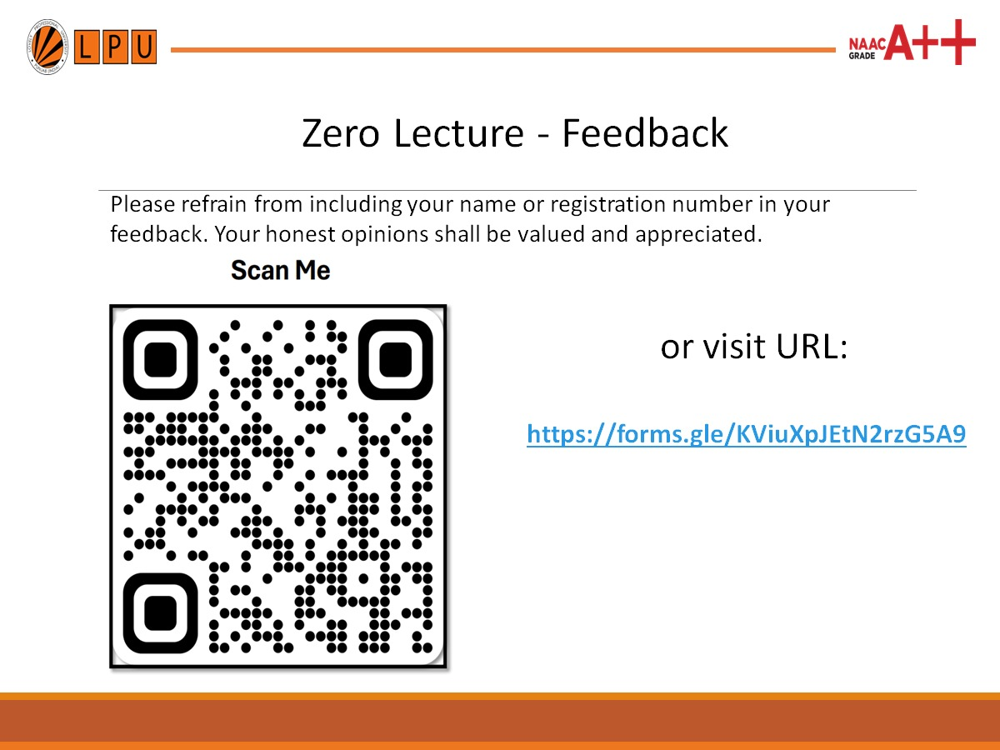 LPU
NAAC A++
GRADE
Zero Lecture - Feedback
Please refrain from including your name or registration number in your
feedback. Your honest opinions shall be valued and appreciated.
Scan Me
or visit URL:
https://forms.gle/KViuXpJEtN2rzG5A9